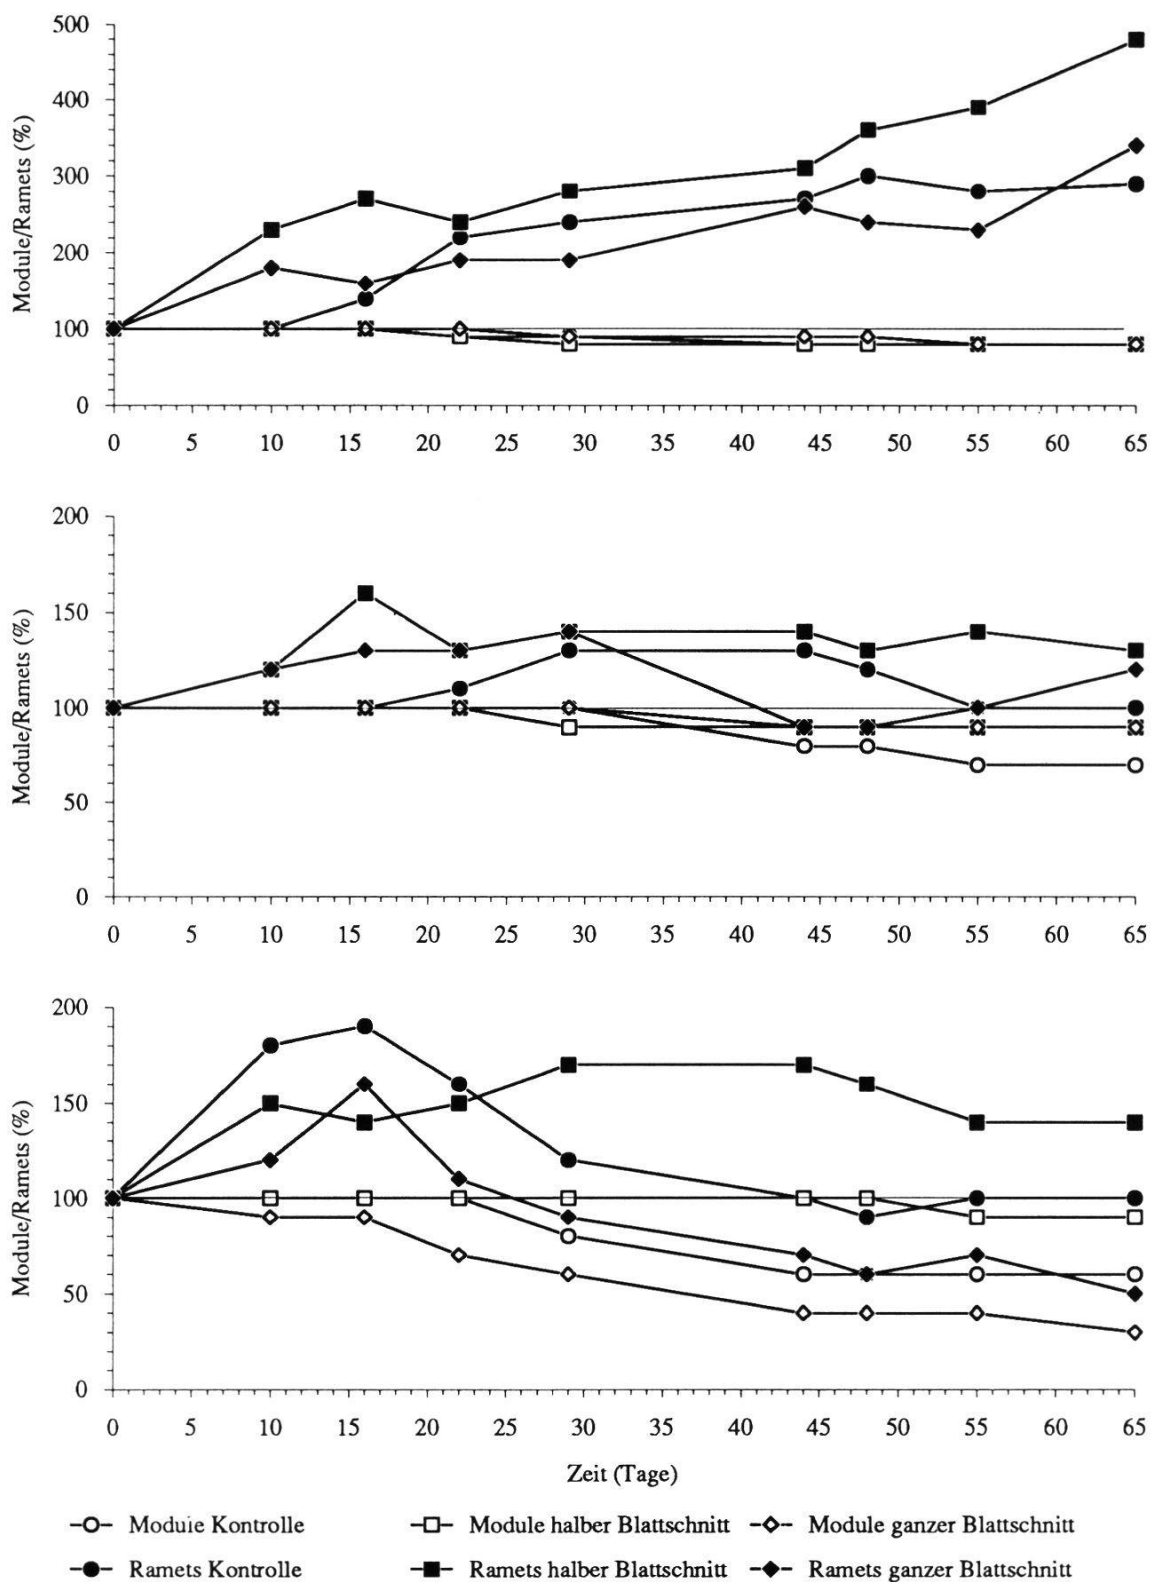 500
400
300
200
100
0
Module/Ramets (%)
0 5 10 15 20 25 30 35 40 45 50 55 60 65
200
150
100
50
0
Module/Ramets (%)
0 5 10 15 20 25 30 35 40 45 50 55 60 65
200
150
100
50
0
Module/Ramets (%)
0 5 10 15 20 25 30 35 40 45 50 55 60 65
Zeit (Tage)
Module Kontrolle Module halber Blattschnitt Module ganzer Blattschnitt
Ramets Kontrolle Ramets halber Blattschnitt Ramets ganzer Blattschnitt